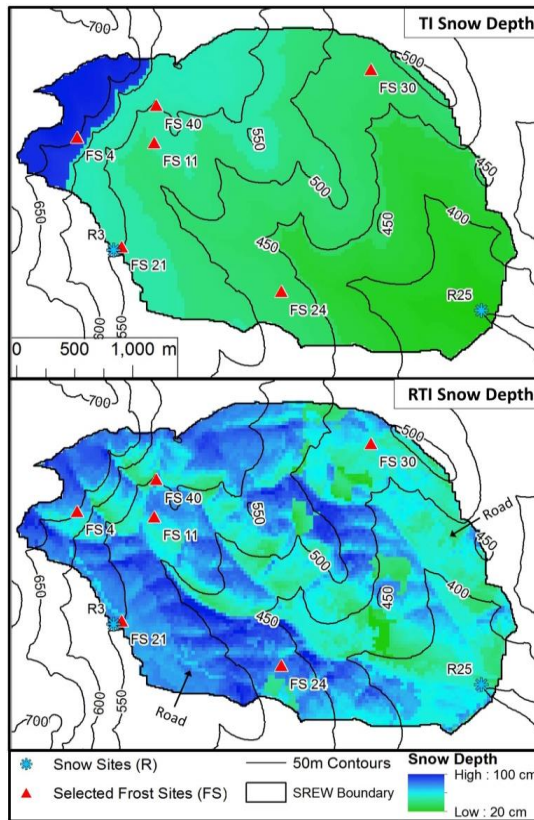 TI Snow Depth
700
500
FS 30
FS 40
550
FS 4
FS 11
500
450
450
650
450
400
R3
FS 21
R25
FS 24
600
550
0 500 1,000 m
RTI Snow Depth
700
500
FS 30
Road
FS 40
550
FS 4
FS 11
450
500
400
650
450
450
R3
FS 21
R25
FS 24
600
550
Road
700
Snow Sites (R)
50m Contours
Snow Depth
High : 100 cm
Selected Frost Sites (FS)
SREW Boundary
Low : 20 cm